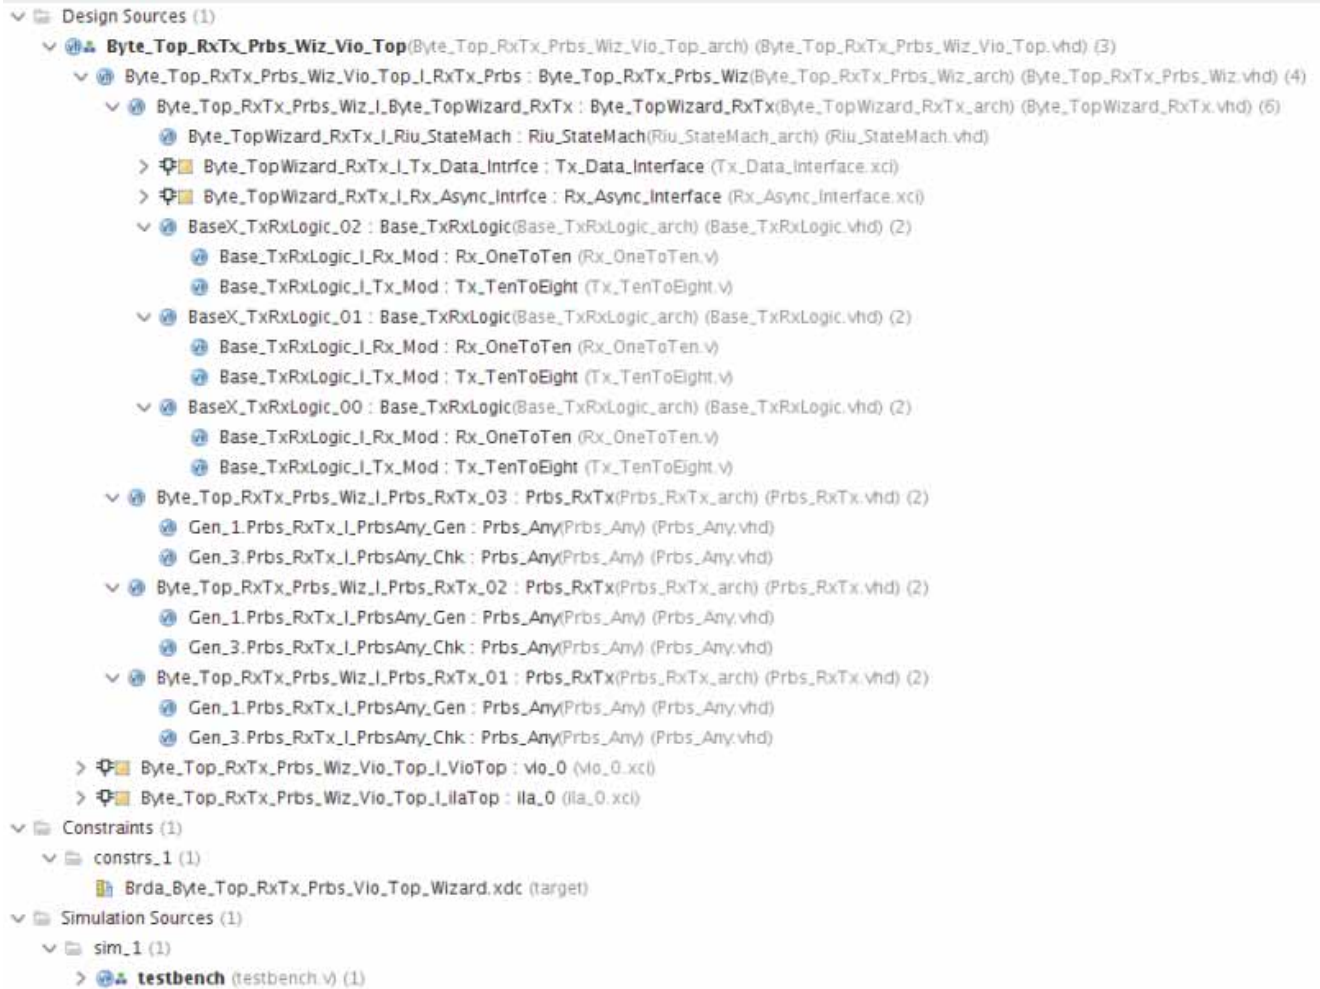 Design Sources (1)
Byte_Top_RxTx_Prbs_Wiz_Vio_Top(Byte_Top_RxTx_Prbs_Wiz_Vio_Top_arch) (Byte_Top_RxTx_Prbs_Wiz_Vio_Top.vhd) (3)
Byte_Top_RxTx_Prbs_Wiz_Vio_Top_I_RxTx_Prbs : Byte_Top_RxTx_Prbs_Wiz(Byte_Top_RxTx_Prbs_Wiz_arch) (Byte_Top_RxTx_Prbs_Wiz.vhd) (4)
Byte_Top_RxTx_Prbs_Wiz_I_Byte_TopWizard_RxTx : Byte_TopWizard_RxTx(Byte_TopWizard_RxTx_arch) (Byte_TopWizard_RxTx.vhd) (6)
Byte_TopWizard_RxTx_I_Riu_StateMach : Riu_StateMach(Riu_StateMach_arch) (Riu_StateMach.vhd)
Byte_TopWizard_RxTx_I_Tx_Data_Intrfce : Tx_Data_Interface (Tx_Data_Interface.xci)
Byte_TopWizard_RxTx_I_Rx_Async_Intrfce : Rx_Async_Interface (Rx_Async_Interface.xci)
BaseX_TxRxLogic_02 : Base_TxRxLogic(Base_TxRxLogic_arch) (Base_TxRxLogic.vhd) (2)
Base_TxRxLogic_I_Rx_Mod : Rx_OneToTen (Rx_OneToTen.v)
Base_TxRxLogic_I_Tx_Mod : Tx_TenToEight (Tx_TenToEight.v)
BaseX_TxRxLogic_01 : Base_TxRxLogic(Base_TxRxLogic_arch) (Base_TxRxLogic.vhd) (2)
Base_TxRxLogic_I_Rx_Mod : Rx_OneToTen (Rx_OneToTen.v)
Base_TxRxLogic_I_Tx_Mod : Tx_TenToEight (Tx_TenToEight.v)
BaseX_TxRxLogic_00 : Base_TxRxLogic(Base_TxRxLogic_arch) (Base_TxRxLogic.vhd) (2)
Base_TxRxLogic_I_Rx_Mod : Rx_OneToTen (Rx_OneToTen.v)
Base_TxRxLogic_I_Tx_Mod : Tx_TenToEight (Tx_TenToEight.v)
Byte_Top_RxTx_Prbs_Wiz_I_Prbs_RxTx_03 : Prbs_RxTx(Prbs_RxTx_arch) (Prbs_RxTx.vhd) (2)
Gen_1.Prbs_RxTx_I_PrbsAny_Gen : Prbs_Any(Prbs_Any) (Prbs_Any.vhd)
Gen_3.Prbs_RxTx_I_PrbsAny_Chk : Prbs_Any(Prbs_Any) (Prbs_Any.vhd)
Byte_Top_RxTx_Prbs_Wiz_I_Prbs_RxTx_02 : Prbs_RxTx(Prbs_RxTx_arch) (Prbs_RxTx.vhd) (2)
Gen_1.Prbs_RxTx_I_PrbsAny_Gen : Prbs_Any(Prbs_Any) (Prbs_Any.vhd)
Gen_3.Prbs_RxTx_I_PrbsAny_Chk : Prbs_Any(Prbs_Any) (Prbs_Any.vhd)
Byte_Top_RxTx_Prbs_Wiz_I_Prbs_RxTx_01 : Prbs_RxTx(Prbs_RxTx_arch) (Prbs_RxTx.vhd) (2)
Gen_1.Prbs_RxTx_I_PrbsAny_Gen : Prbs_Any(Prbs_Any) (Prbs_Any.vhd)
Gen_3.Prbs_RxTx_I_PrbsAny_Chk : Prbs_Any(Prbs_Any) (Prbs_Any.vhd)
Byte_Top_RxTx_Prbs_Wiz_Vio_Top_I_VioTop : vio_0 (vio_0.xci)
Byte_Top_RxTx_Prbs_Wiz_Vio_Top_I_ilaTop : ila_0 (ila_0.xci)
Constraints (1)
constrs_1 (1)
Brda_Byte_Top_RxTx_Prbs_Vio_Top_Wizard.xdc (target)
Simulation Sources (1)
sim_1 (1)
testbench (testbench.v) (1)